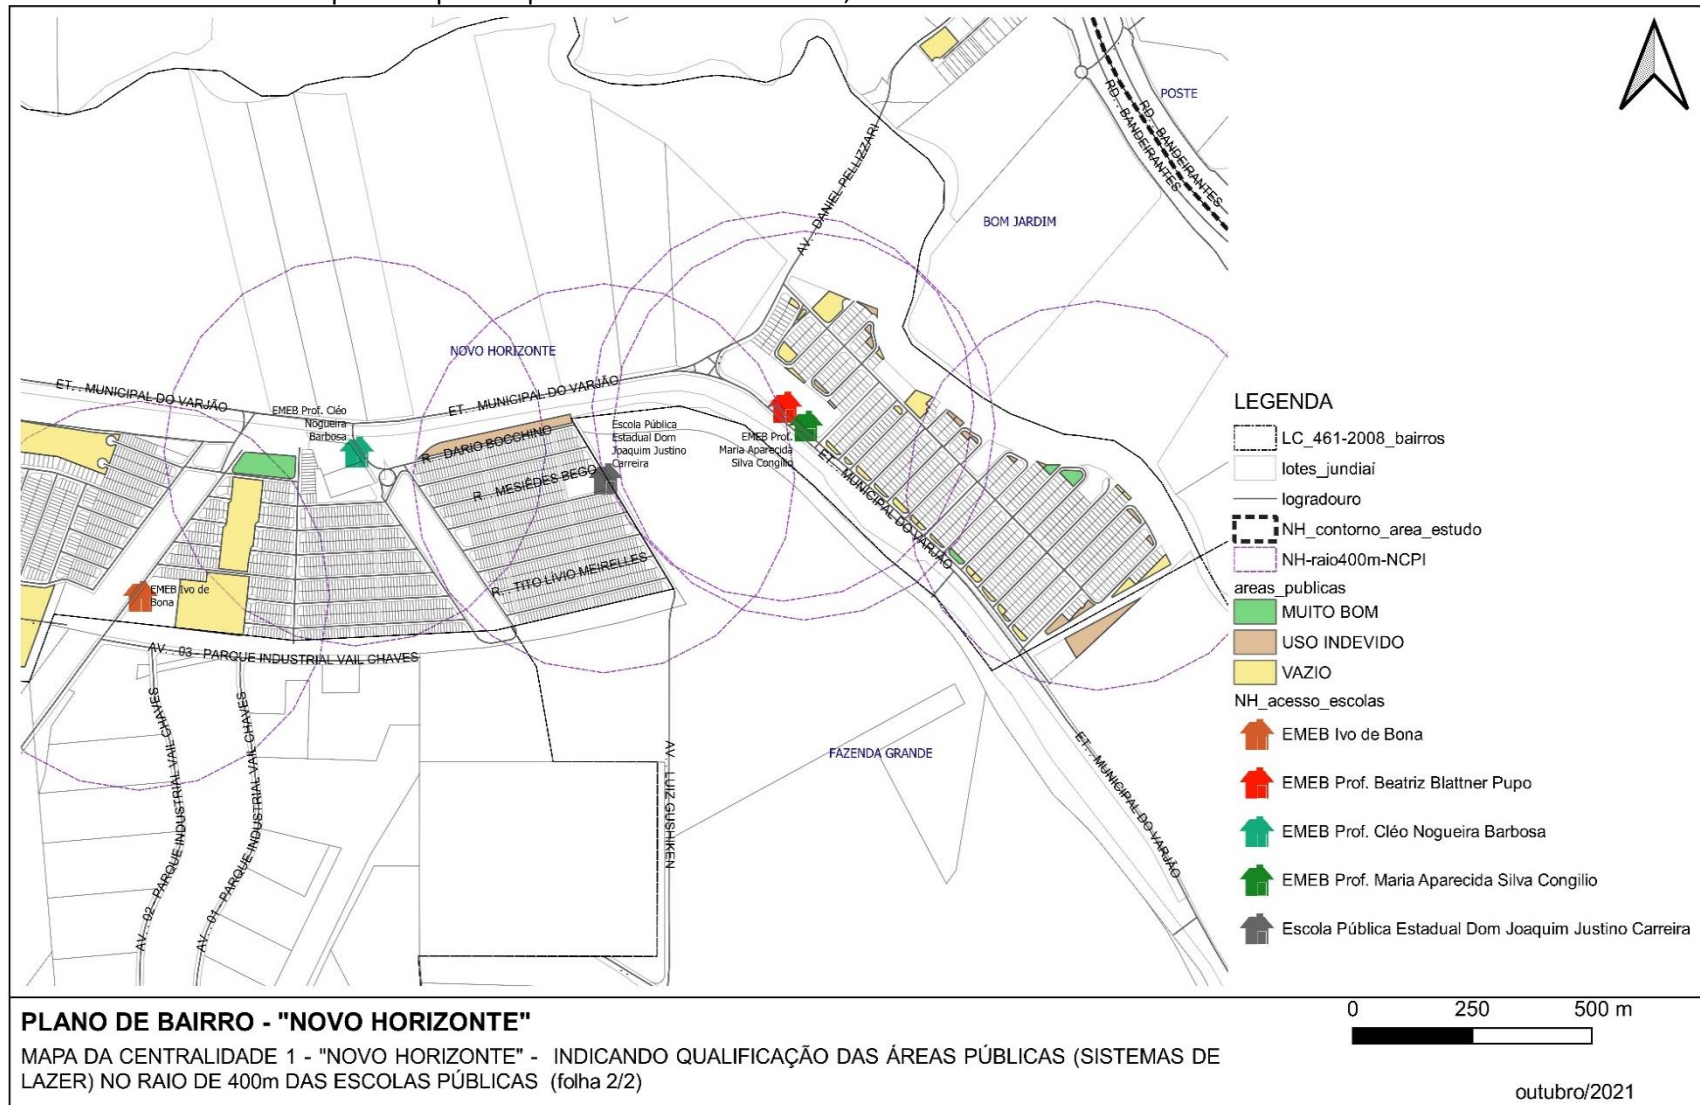 POSTE
RD.. BANDEIRANTES
RD.. BANDEIRANTES
AV... DANIEL PELLIZZARI
BOM JARDIM
NOVO HORIZONTE
ET... MUNICIPAL DO VARJÃO
ET... MUNICIPAL DO VARJÃO
EMEB Prof. Cléo
Nogueira
Barbosa
R... DARIO BOCCHINO
Escola Pública
Estadual Dom
Joaquim Justino
Carreira
EMEB Prof.
Maria Aparecida
Silva Congilio
R... MESIEDES BEGO
ET... MUNICIPAL DO VARJÃO
R... TITO LÍVIO MEIRELLES
EMEB Ivo de
Bona
AV... 03 - PARQUE INDUSTRIAL VAIL CHAVES
AV... 02 - PARQUE INDUSTRIAL VAIL CHAVES
AV... 01 - PARQUE INDUSTRIAL VAIL CHAVES
AV... LUIZ GUSHIKEN
FAZENDA GRANDE
ET... MUNICIPAL DO VARJÃO
LEGENDA
LC_461-2008_bairros
lotes_jundiaí
logradouro
NH_contorno_area_estudo
NH-raio400m-NCPI
areas_publicas
MUITO BOM
USO INDEVIDO
VAZIO
NH_acesso_escolas
EMEB Ivo de Bona
EMEB Prof. Beatriz Blattner Pupo
EMEB Prof. Cléo Nogueira Barbosa
EMEB Prof. Maria Aparecida Silva Congilio
Escola Pública Estadual Dom Joaquim Justino Carreira
0 250 500 m
PLANO DE BAIRRO - "NOVO HORIZONTE"
MAPA DA CENTRALIDADE 1 - "NOVO HORIZONTE" - INDICANDO QUALIFICAÇÃO DAS ÁREAS PÚBLICAS (SISTEMAS DE
LAZER) NO RAIO DE 400m DAS ESCOLAS PÚBLICAS (folha 2/2)
outubro/2021